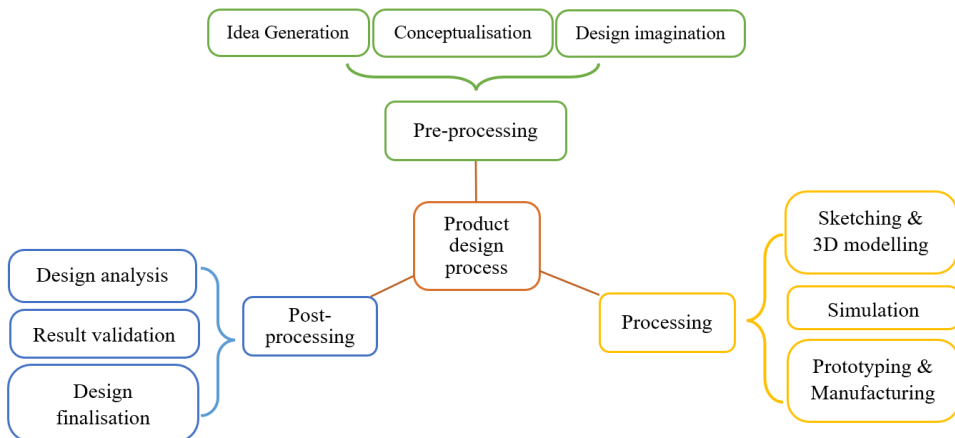 Idea Generation
Conceptualisation
Design imagination
Pre-processing
Product
design
process
Sketching &
3D modelling
Simulation
Prototyping &
Manufacturing
Processing
Post-
processing
Design analysis
Result validation
Design
finalisation